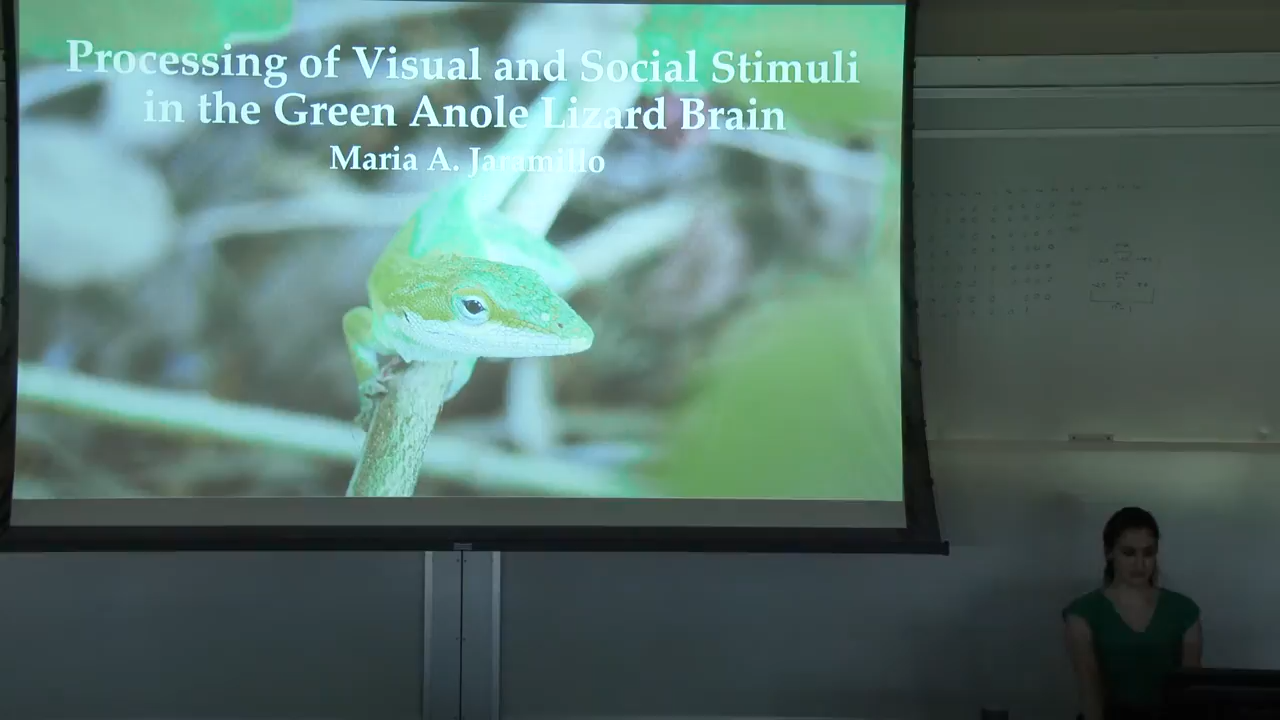 Processing of Visual and Social Stimuli
in the Green Anole Lizard Brain
Maria A. Jaramillo